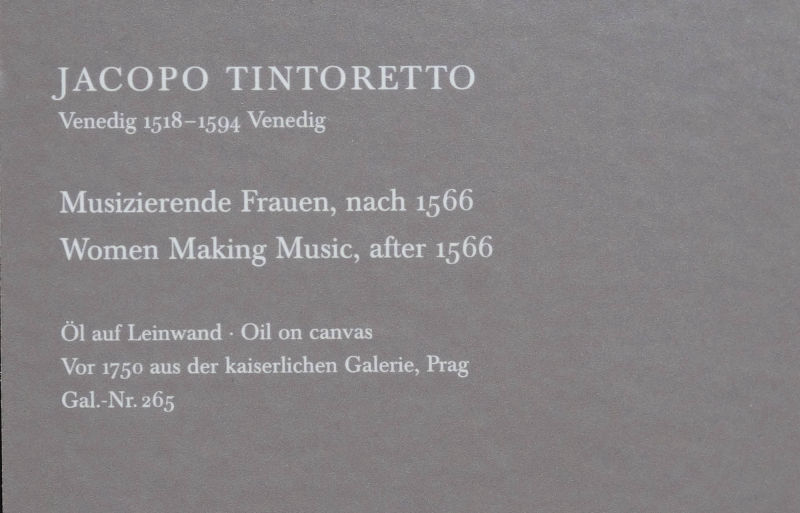 JACOPO TINTORETTO
Venedig 1518–1594 Venedig
Musizierende Frauen, nach 1566
Women Making Music, after 1566
Öl auf Leinwand · Oil on canvas
Vor 1750 aus der kaiserlichen Galerie, Prag
Gal.-Nr. 265